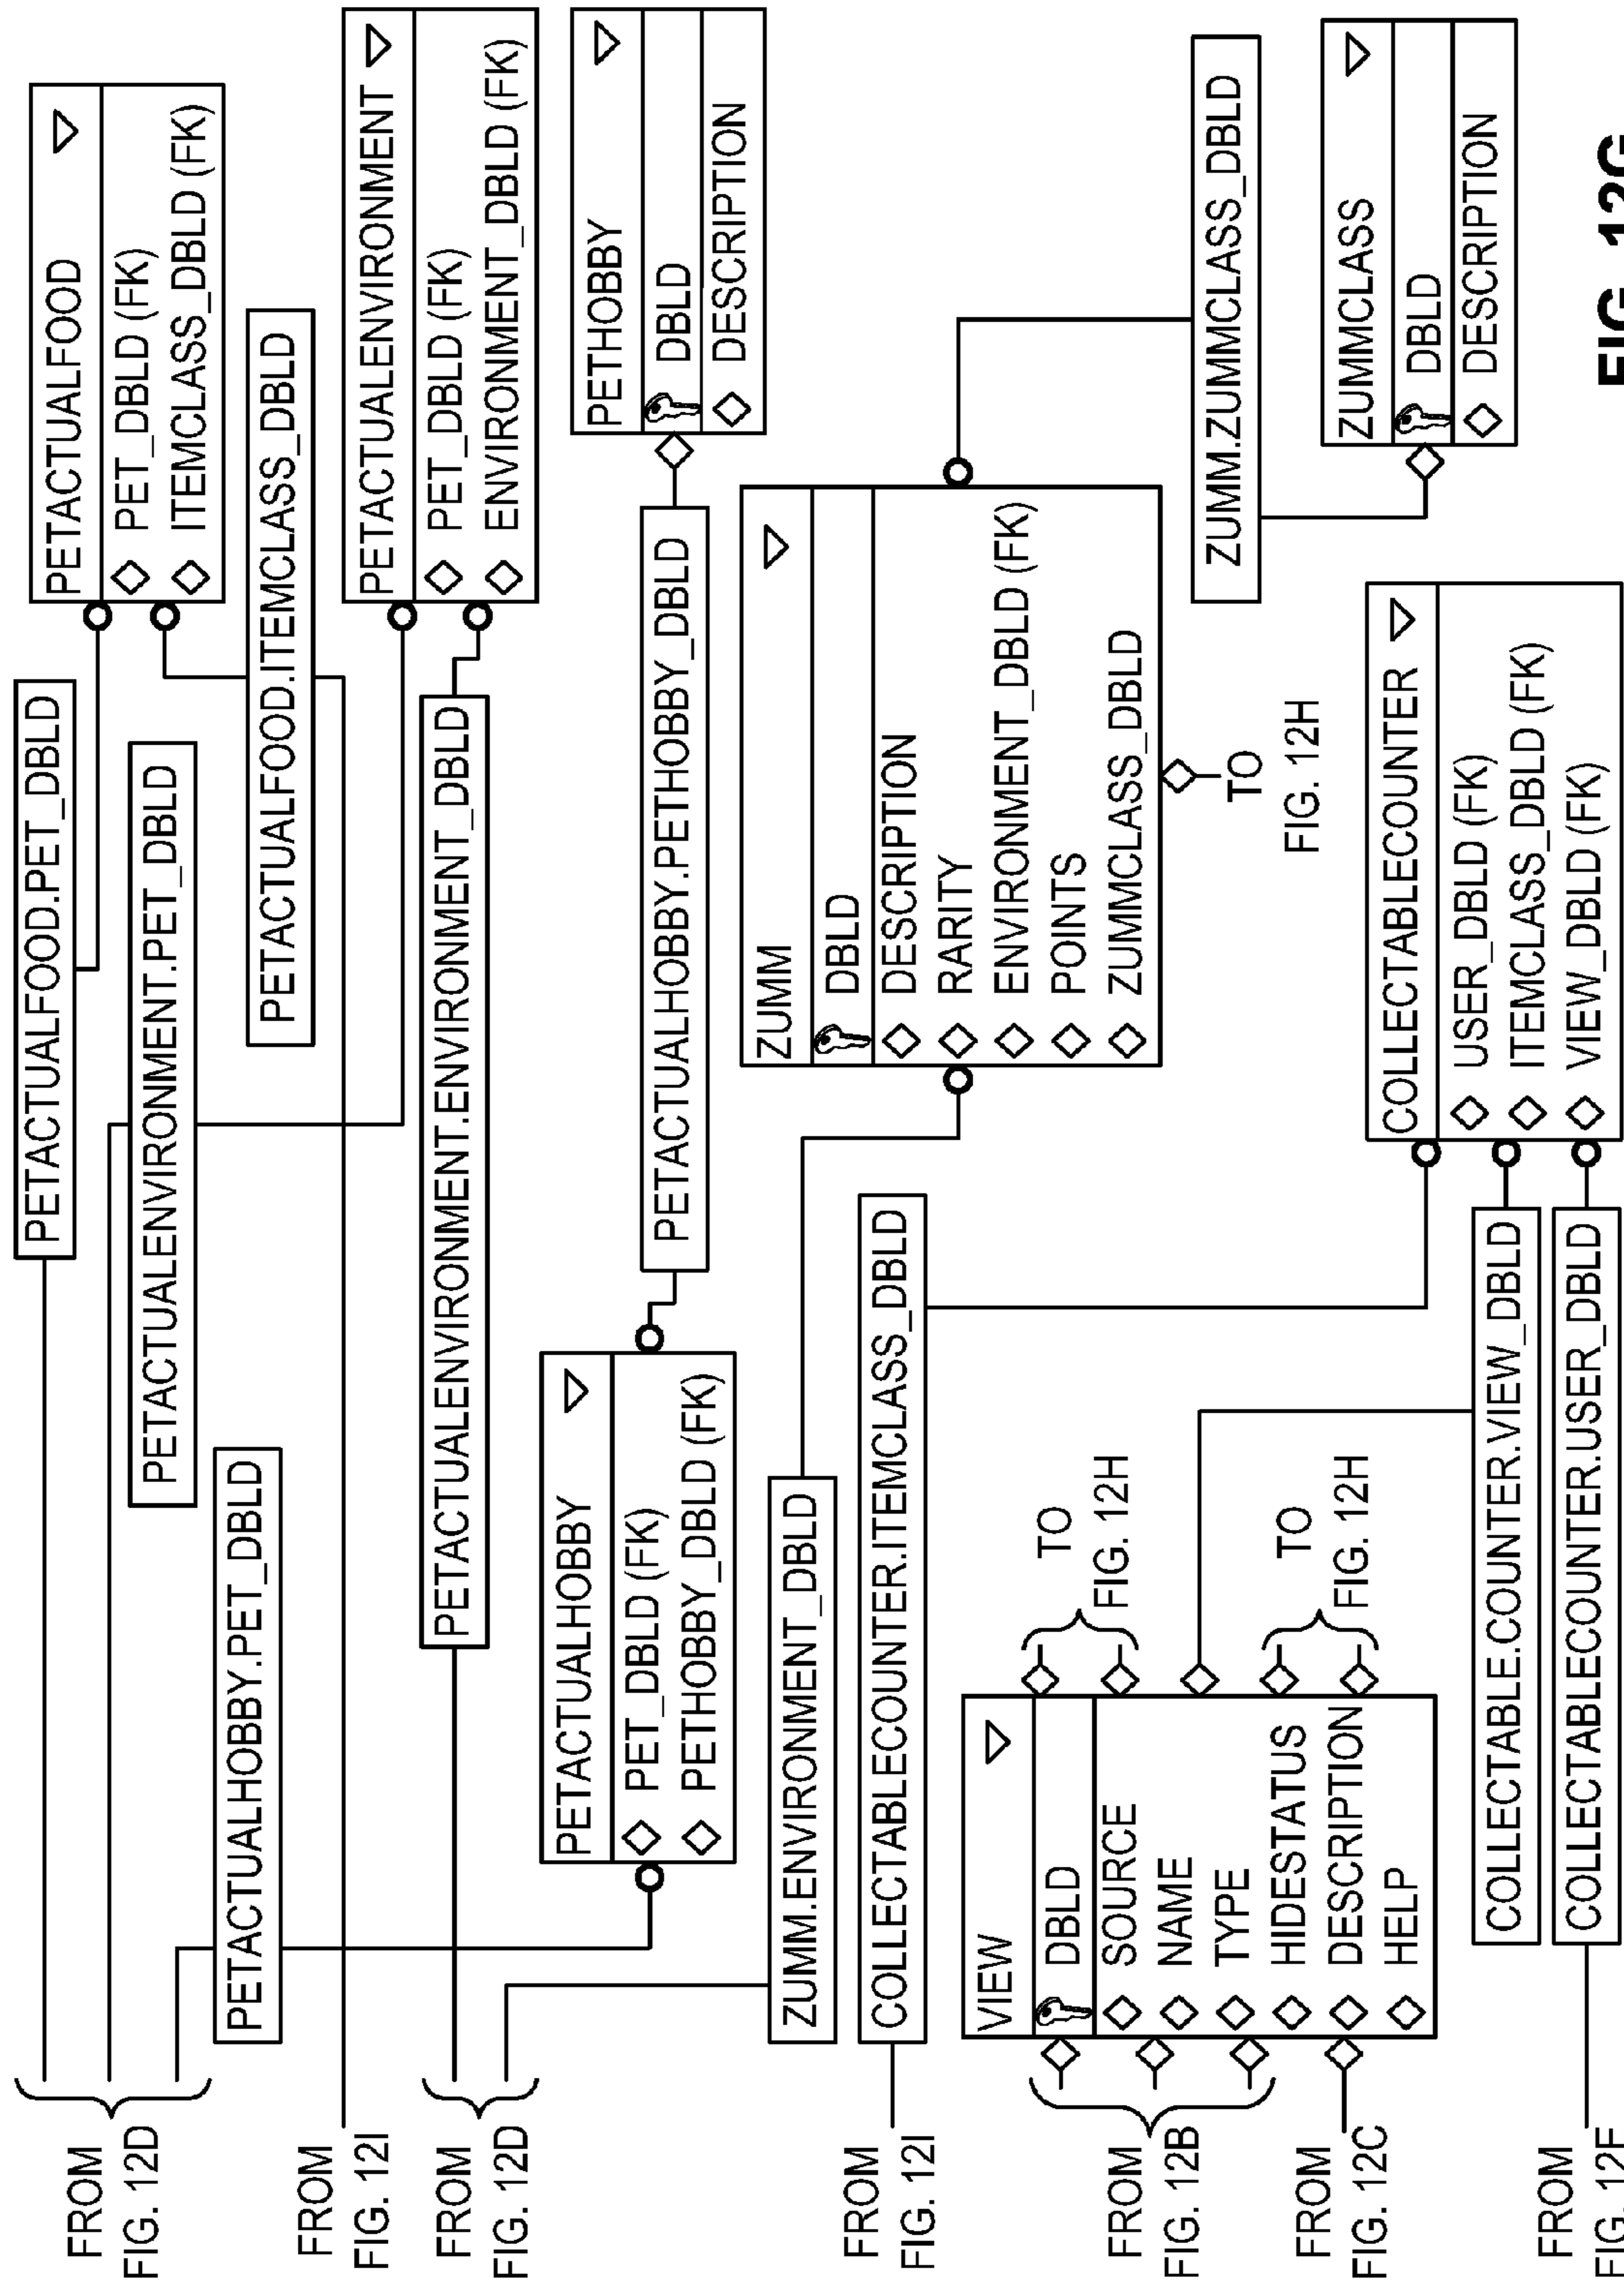 FROM
FIG. 12D
PETACTUALFOOD.PET_DBLD
PETACTUALFOOD
PET_DBLD (FK)
ITEMCLASS_DBLD (FK)
PETACTUALENVIRONMENT.PET_DBLD
PETACTUALHOBBY.PET_DBLD
FROM
FIG. 12I
PETACTUALFOOD.ITEMCLASS_DBLD
PETACTUALENVIRONMENT
PET_DBLD (FK)
ENVIRONMENT_DBLD (FK)
FROM
FIG. 12D
PETACTUALENVIRONMENT.ENVIRONMENT_DBLD
PETACTUALHOBBY
PET_DBLD (FK)
PETHOBBY_DBLD (FK)
PETACTUALHOBBY.PETHOBBY_DBLD
PETHOBBY
DBLD
DESCRIPTION
ZUMM.ENVIRONMENT_DBLD
ZUMM
DBLD
DESCRIPTION
RARITY
ENVIRONMENT_DBLD (FK)
POINTS
ZUMMCLASS_DBLD
TO
FIG. 12H
FROM
FIG. 12I
COLLECTABLECOUNTER.ITEMCLASS_DBLD
ZUMM.ZUMMCLASS_DBLD
FROM
FIG. 12B
FROM
FIG. 12C
VIEW
DBLD
SOURCE
NAME
TYPE
HIDESTATUS
DESCRIPTION
HELP
TO
FIG. 12H
TO
FIG. 12H
COLLECTABLECOUNTER
USER_DBLD (FK)
ITEMCLASS_DBLD (FK)
VIEW_DBLD (FK)
ZUMMCLASS
DBLD
DESCRIPTION
COLLECTABLE.COUNTER.VIEW_DBLD
FROM
COLLECTABLECOUNTER.USER_DBLD